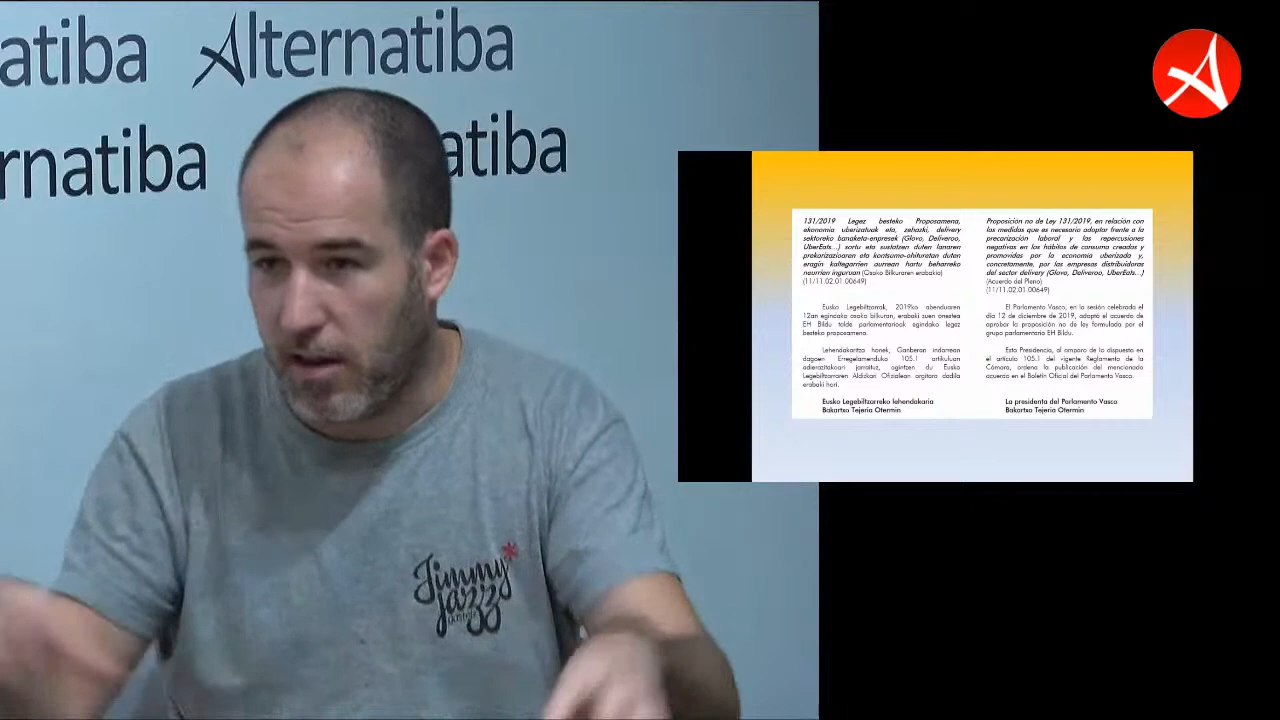 atiba Alternatiba
rnatiba atiba
Jimmy
jazz
gasteiz
131/2019 Legez besteko Proposamena,
ekonomia uberizatuak eta, zehazki, delivery
sektoreko banaketa-enpresek (Glovo, Deliveroo,
UberEats...) sortu eta sustatzen duten lanaren
prekarizazioaren eta kontsumo-ohituretan duten
eragin kaltegarrien aurrean hartu beharreko
neurrien inguruan (Osoko Bilkuraren erabakia)
(11/11.02.01.00649)
Eusko Legebiltzarrak, 2019ko abenduaren
12an egindako osoko bilkuran, erabaki zuen onestea
EH Bildu talde parlamentarioak egindako legez
besteko proposamena.
Lehendakaritza honek, Ganberan indarrean
dagoen Erregelamenduko 105.1 artikuluan
adierazitakoari jarraituz, agintzen du Eusko
Legebiltzarraren Aldizkari Ofizialean argitara dadila
erabaki hori.
Eusko Legebiltzarreko lehendakaria
Bakartxo Tejeria Otermin
Proposición no de Ley 131/2019, en relación con
las medidas que es necesario adoptar frente a la
precarización laboral y las repercusiones
negativas en los hábitos de consumo creadas y
promovidas por la economía uberizada y,
concretamente, por las empresas distribuidoras
del sector delivery (Glovo, Deliveroo, UberEats...)
(Acuerdo del Pleno)
(11/11.02.01.00649)
El Parlamento Vasco, en la sesión celebrada el
día 12 de diciembre de 2019, adoptó el acuerdo de
aprobar la proposición no de ley formulada por el
grupo parlamentario EH Bildu.
Esta Presidencia, al amparo de lo dispuesto en
el artículo 105.1 del vigente Reglamento de la
Cámara, ordena la publicación del mencionado
acuerdo en el Boletín Oficial del Parlamento Vasco.
La presidenta del Parlamento Vasco
Bakartxo Tejeria Otermin